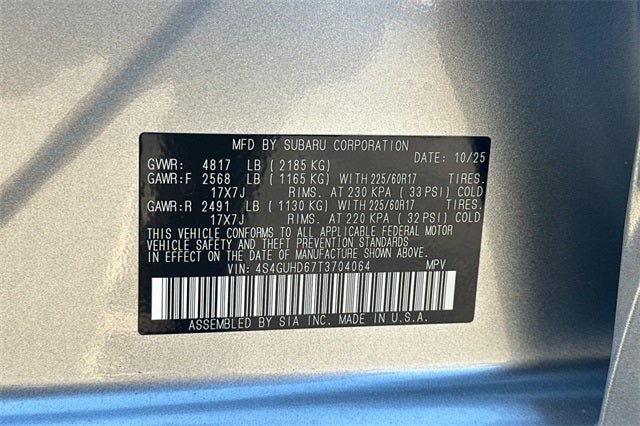 MFD BY SUBARU CORPORATION
DATE: 10/25
GVWR: 4817 LB ( 2185 KG)
GAWR:F 2568 LB ( 1165 KG) WITH 225/60R17 TIRES.
17X7J RIMS. AT 230 KPA ( 33 PSI) COLD
GAWR:R 2491 LB ( 1130 KG) WITH 225/60R17 TIRES.
17X7J RIMS. AT 220 KPA ( 32 PSI) COLD
THIS VEHICLE CONFORMS TO ALL APPLICABLE FEDERAL MOTOR
VEHICLE SAFETY AND THEFT PREVENTION STANDARDS IN
EFFECT ON THE DATE OF MANUFACTURE SHOWN ABOVE.
VIN: 4S4GUHD67T3704064 MPV
ASSEMBLED BY SIA INC. MADE IN U.S.A.